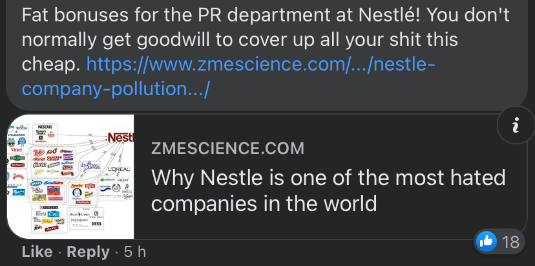 Fat bonuses for the PR department at Nestlé! You don't
normally get goodwill to cover up all your shit this
cheap. https://www.zmescience.com/.../nestle-
company-pollution.../
i
Nestl
L'OREAL
ZMESCIENCE.COM
Why Nestle is one of the most hated
companies in the world
18
Like · Reply · 5 h